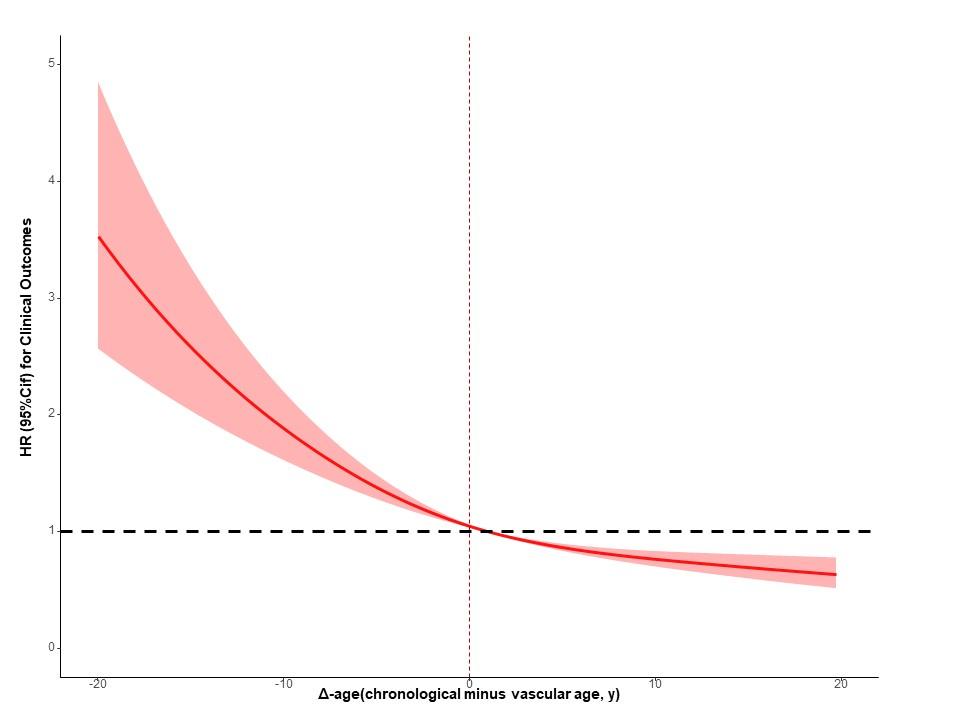 HR (95%Cif) for Clinical Outcomes
5
4
3
2
1
0
-20 -10 0 10 20
Δ-age(chronological minus vascular age, y)